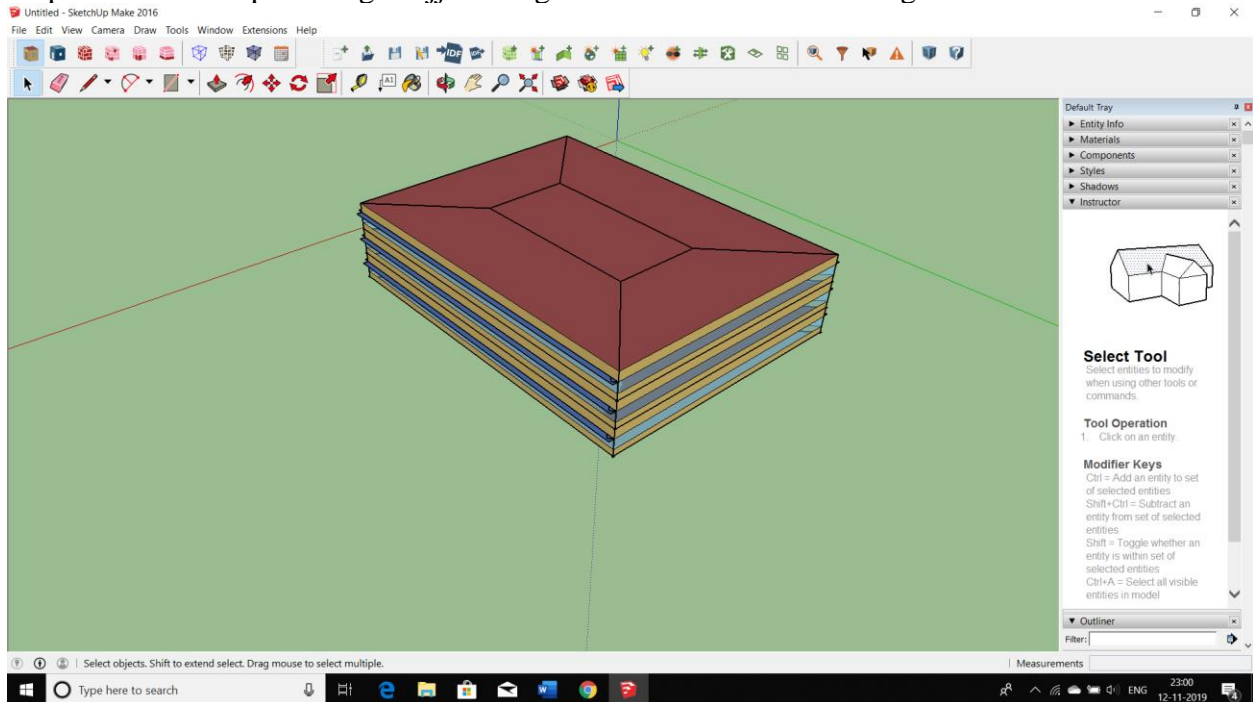 Untitled - SketchUp Make 2016
File Edit View Camera Draw Tools Window Extensions Help
IDF
IDF+
A1
Default Tray
Entity Info
Materials
Components
Styles
Shadows
Instructor
Select Tool
Select entities to modify
when using other tools or
commands.
Tool Operation
1. Click on an entity.
Modifier Keys
Ctrl = Add an entity to set
of selected entities
Shift+Ctrl = Subtract an
entity from set of selected
entities
Shift = Toggle whether an
entity is within set of
selected entities
Ctrl+A = Select all visible
entities in model
Outliner
Filter:
Select objects. Shift to extend select. Drag mouse to select multiple.
Measurements
Type here to search
ENG
23:00
12-11-2019
4